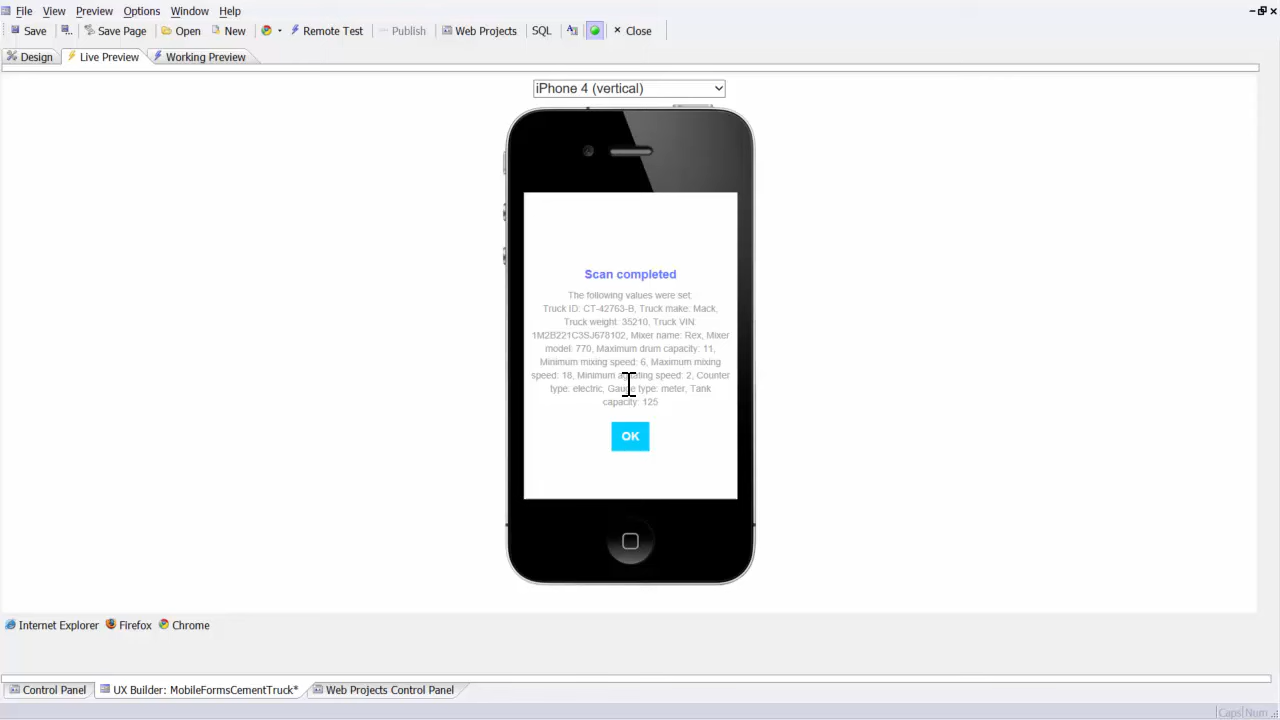 File View Preview Options Window Help
Save Save Page Open New Remote Test Publish Web Projects SQL Close
Design Live Preview Working Preview
iPhone 4 (vertical)
Scan completed
The following values were set:
Truck ID: CT-42763-B, Truck make: Mack,
Truck weight: 35210, Truck VIN:
1M2B221C3SJ678102, Mixer name: Rex, Mixer
model: 770, Maximum drum capacity: 11,
Minimum mixing speed: 6, Maximum mixing
speed: 18, Minimum agitating speed: 2, Counter
type: electric, Gauge type: meter, Tank
capacity: 125
OK
Internet Explorer Firefox Chrome
Control Panel UX Builder: MobileFormsCementTruck* Web Projects Control Panel
Caps Num